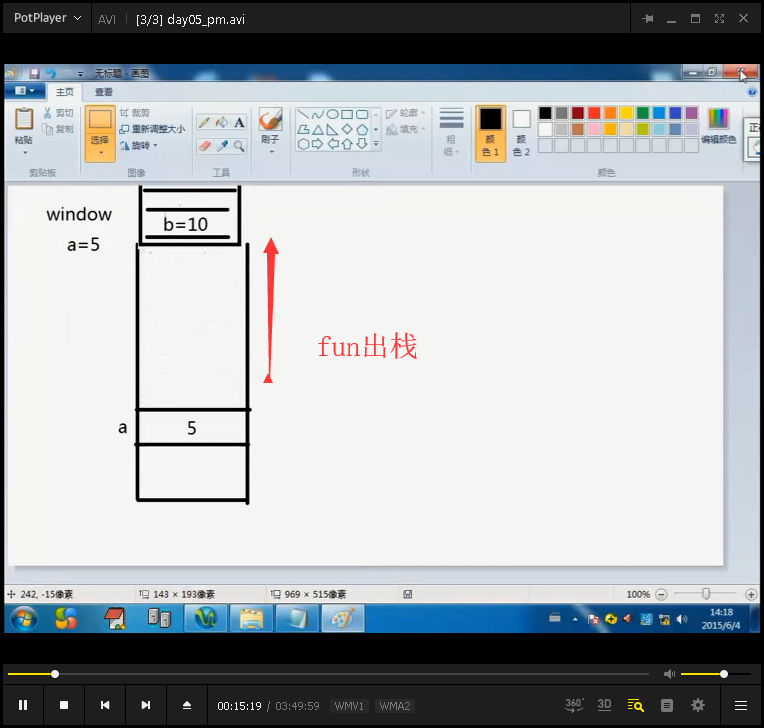 PotPlayer
AVI
[3/3] day05_pm.avi
无标题 - 画图
主页
查看
粘贴
剪切
复制
剪贴板
选择
裁剪
重新调整大小
旋转
图像
A
工具
刷子
轮廓
填充
形状
粗细
颜色 1
颜色 2
编辑颜色
颜色
window
a=5
b=10
fun出栈
a
5
242, -15像素
143 × 193像素
969 × 515像素
100%
14:18
2015/6/4
00:15:19 / 03:49:59
WMV1
WMA2
360°
3D